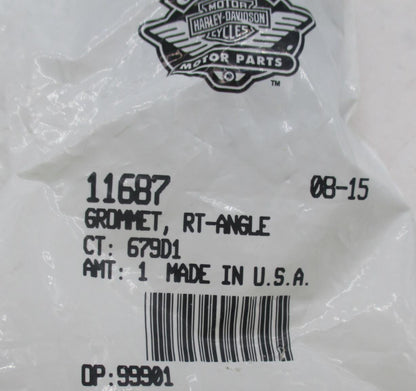 MOTOR
HARLEY-DAVIDSON
CYCLES
MOTOR PARTS
™
11687 08-15
GROMMET, RT-ANGLE
CT: 679D1
AMT: 1 MADE IN U.S.A.
OP:99901